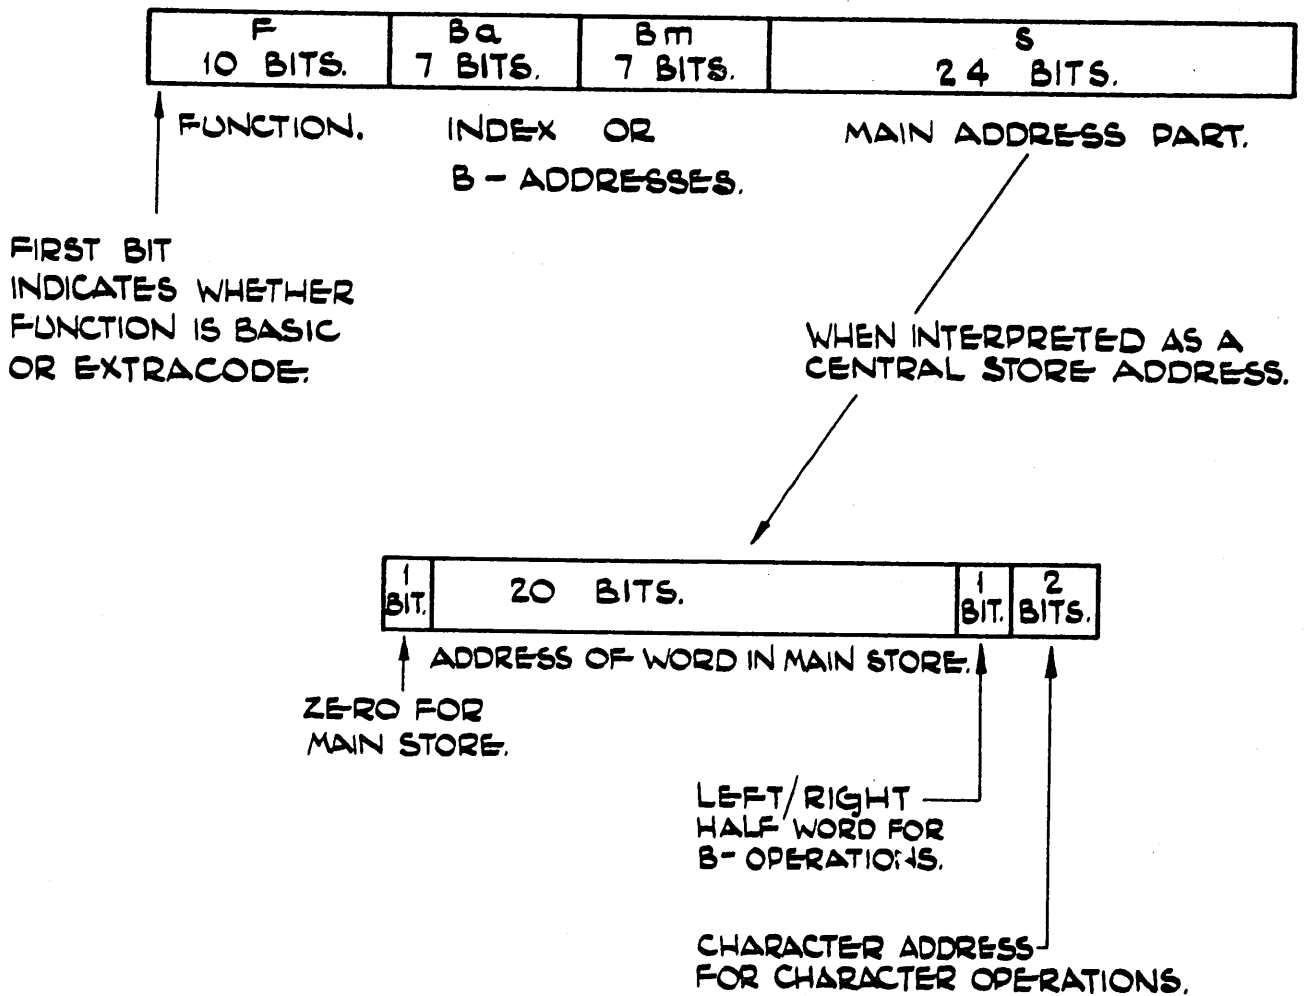 F
10 BITS.
Ba
7 BITS.
Bm
7 BITS.
S
24 BITS.
FUNCTION.
INDEX OR
B - ADDRESSES.
MAIN ADDRESS PART.
FIRST BIT
INDICATES WHETHER
FUNCTION IS BASIC
OR EXTRACODE.
WHEN INTERPRETED AS A
CENTRAL STORE ADDRESS.
1
BIT.
20 BITS.
1
BIT.
2
BITS.
ADDRESS OF WORD IN MAIN STORE.
ZERO FOR
MAIN STORE.
LEFT/RIGHT
HALF WORD FOR
B- OPERATIONS.
CHARACTER ADDRESS
FOR CHARACTER OPERATIONS.